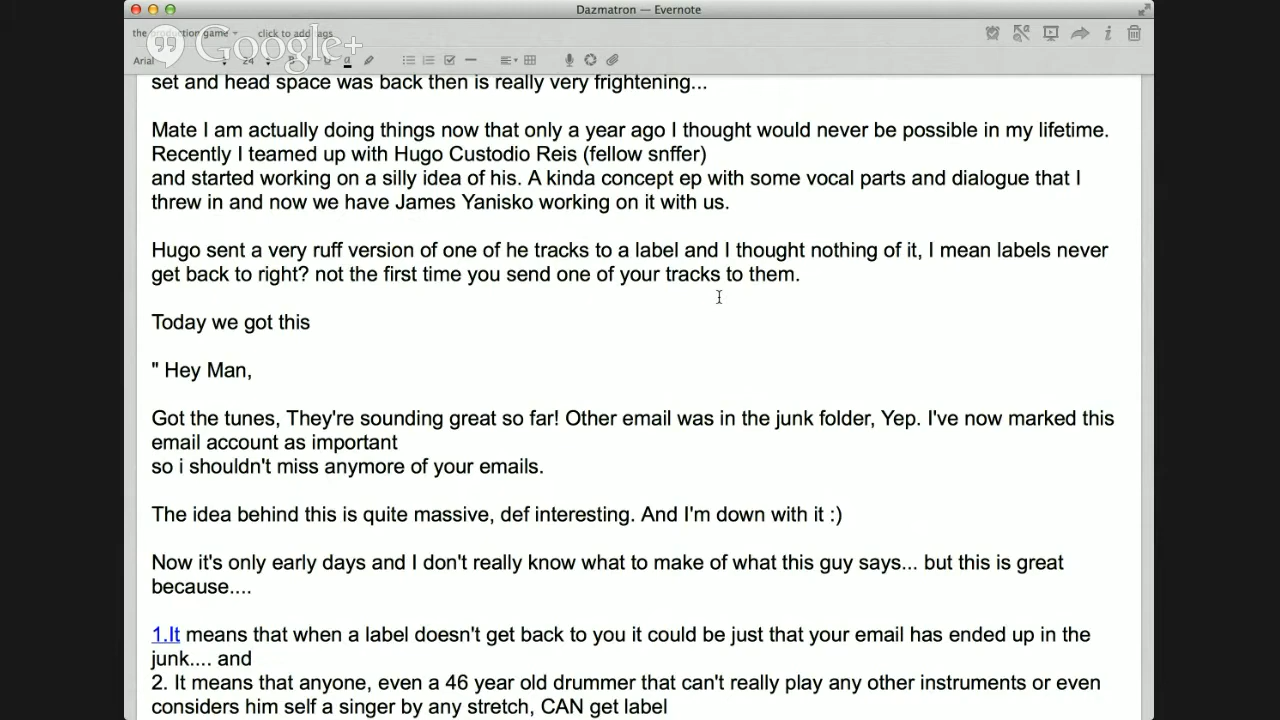 Dazmatron — Evernote
the production game
click to add tags
Google+
Arial
24
set and head space was back then is really very frightening...
Mate I am actually doing things now that only a year ago I thought would never be possible in my lifetime.
Recently I teamed up with Hugo Custodio Reis (fellow snffer)
and started working on a silly idea of his. A kinda concept ep with some vocal parts and dialogue that I
threw in and now we have James Yanisko working on it with us.
Hugo sent a very ruff version of one of he tracks to a label and I thought nothing of it, I mean labels never
get back to right? not the first time you send one of your tracks to them.
Today we got this
" Hey Man,
Got the tunes, They're sounding great so far! Other email was in the junk folder, Yep. I've now marked this
email account as important
so i shouldn't miss anymore of your emails.
The idea behind this is quite massive, def interesting. And I'm down with it :)
Now it's only early days and I don't really know what to make of what this guy says... but this is great
because....
1.It means that when a label doesn't get back to you it could be just that your email has ended up in the
junk.... and
2. It means that anyone, even a 46 year old drummer that can't really play any other instruments or even
considers him self a singer by any stretch, CAN get label